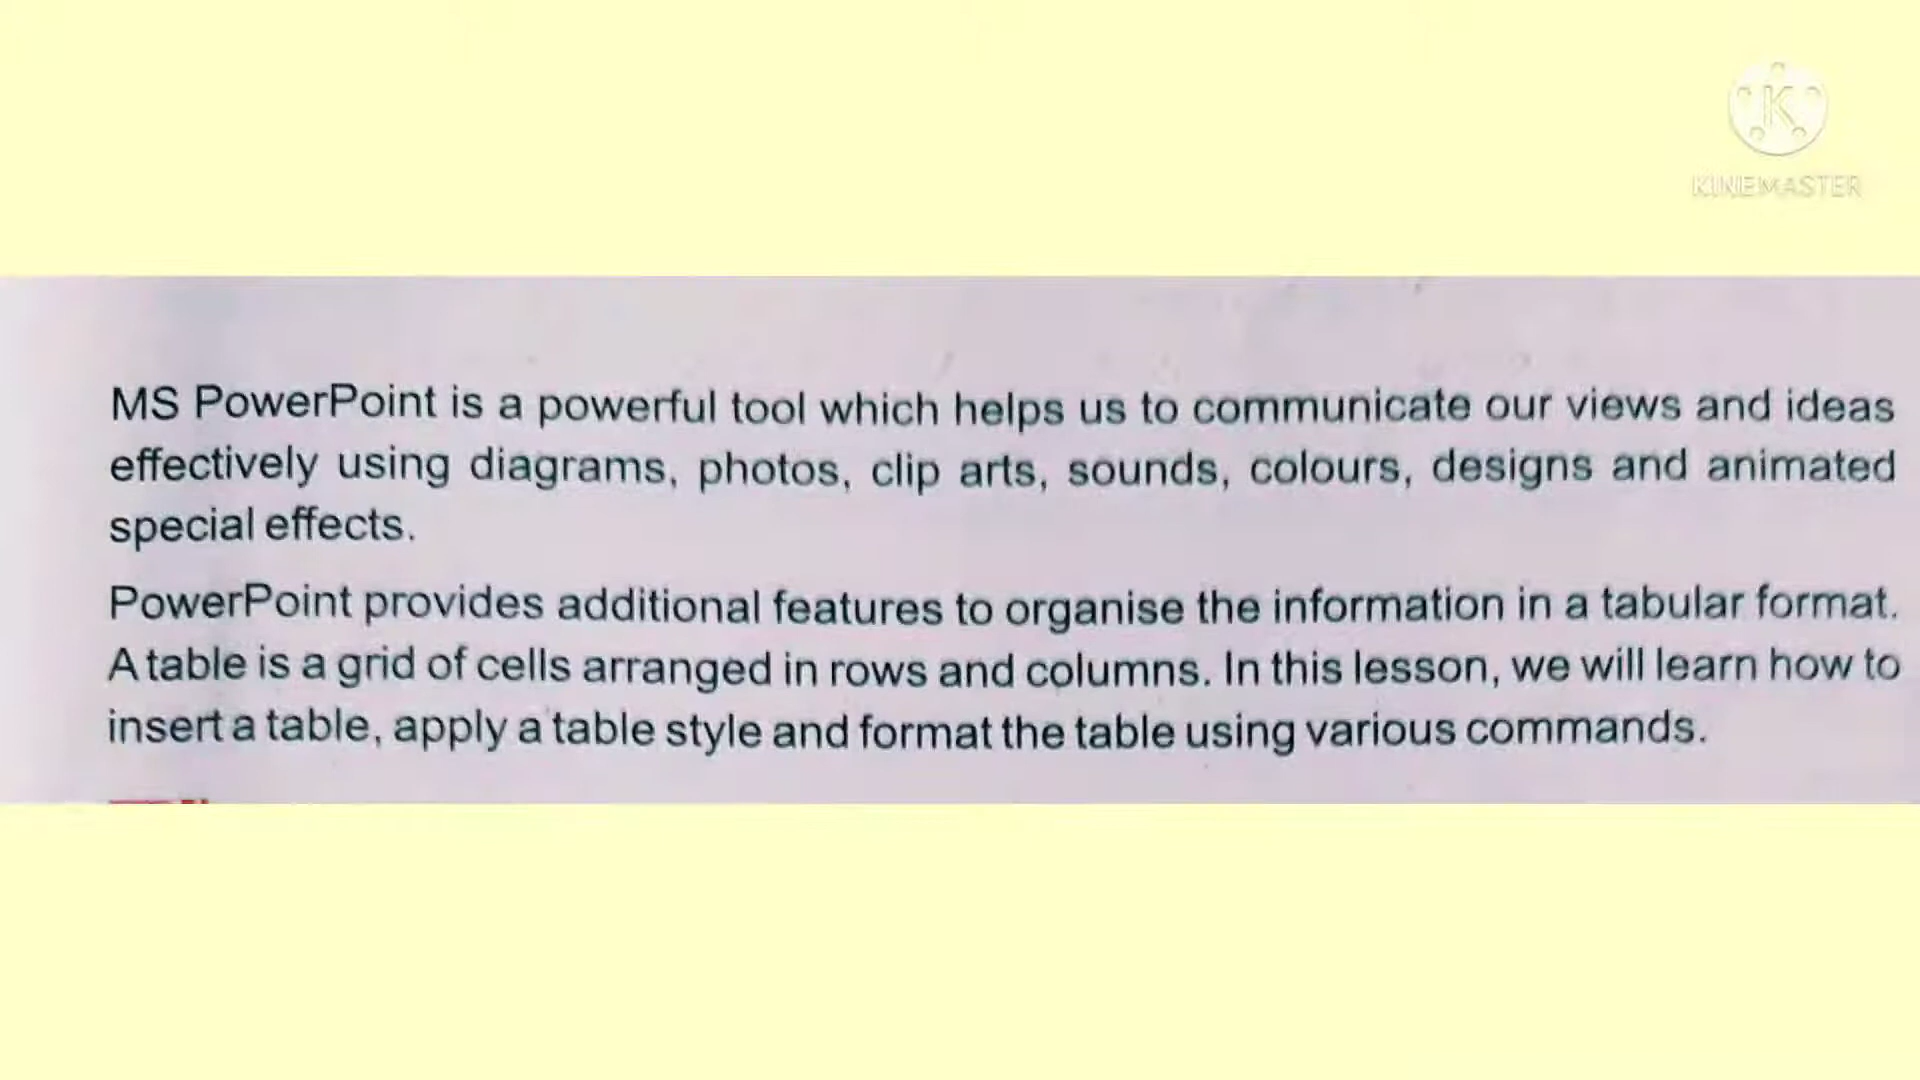 KINEMASTER
MS PowerPoint is a powerful tool which helps us to communicate our views and ideas
effectively using diagrams, photos, clip arts, sounds, colours, designs and animated
special effects.
PowerPoint provides additional features to organise the information in a tabular format.
A table is a grid of cells arranged in rows and columns. In this lesson, we will learn how to
insert a table, apply a table style and format the table using various commands.